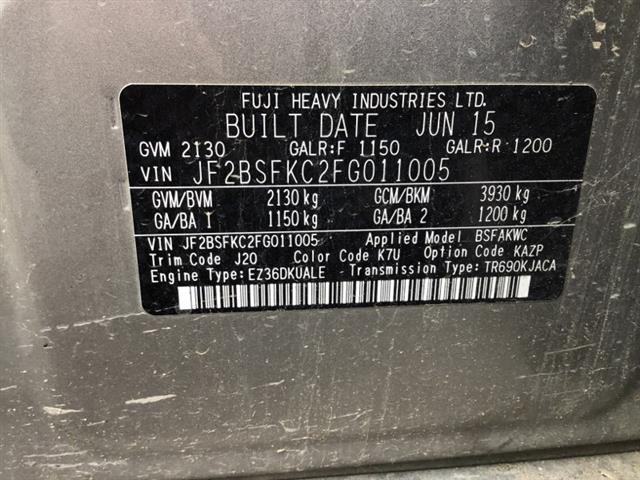 FUJI HEAVY INDUSTRIES LTD.
BUILT DATE JUN 15
GVM 2130 GALR:F 1150 GALR:R 1200
VIN JF2BSFKC2FG011005
GVM/BVM 2130 kg GCM/BKM 3930 kg
GA/BA 1 1150 kg GA/BA 2 1200 kg
VIN JF2BSFKC2FG011005 Applied Model BSFAKWC
Trim Code J20 Color Code K7U Option Code KAZP
Engine Type: EZ36DKUALE Transmission Type: TR690KJACA